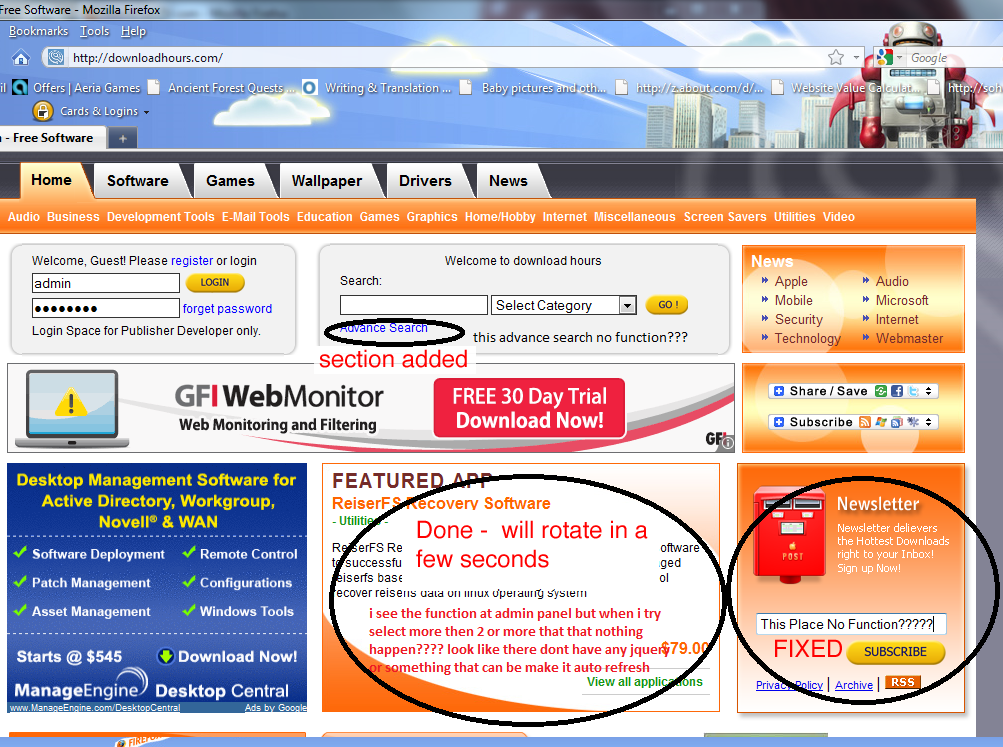 Free Software - Mozilla Firefox
Bookmarks Tools Help
http://downloadhours.com/
Google
il Offers | Aeria Games Ancient Forest Quests ... Writing & Translation ... Baby pictures and oth... http://z.about.com/d/... Website Value Calculat... http://soh
Cards & Logins
n - Free Software +
Home Software Games Wallpaper Drivers News
Audio Business Development Tools E-Mail Tools Education Games Graphics Home/Hobby Internet Miscellaneous Screen Savers Utilities Video
Welcome, Guest! Please register or login
admin LOGIN
forget password
Login Space for Publisher Developer only.
Welcome to download hours
Search:
Select Category GO !
Advance Search
this advance search no function???
section added
News
Apple Audio
Mobile Microsoft
Security Internet
Technology Webmaster
GFI WebMonitor
Web Monitoring and Filtering
FREE 30 Day Trial
Download Now!
GFI
Share / Save
Subscribe
Desktop Management Software for
Active Directory, Workgroup,
Novell® & WAN
Software Deployment Remote Control
Patch Management Configurations
Asset Management Windows Tools
Starts @ $545 Download Now!
ManageEngine Desktop Central
www.ManageEngine.com/DesktopCentral Ads by Google
FEATURED APP
ReiserFS Recovery Software
- Utilities -
Done - will rotate in a
few seconds
ReiserFS Re oftware
to successfu ged
reiserfs base ol
recover reiserfs data on linux operating system
i see the function at admin panel but when i try
select more then 2 or more that that nothing
happen???? look like there dont have any jquery
or something that can be make it auto refresh
$79.00
View all applications
POST
Newsletter
Newsletter delievers
the Hottest Downloads
right to your Inbox!
Sign up Now!
This Place No Function?????
FIXED SUBSCRIBE
Privacy Policy | Archive | RSS